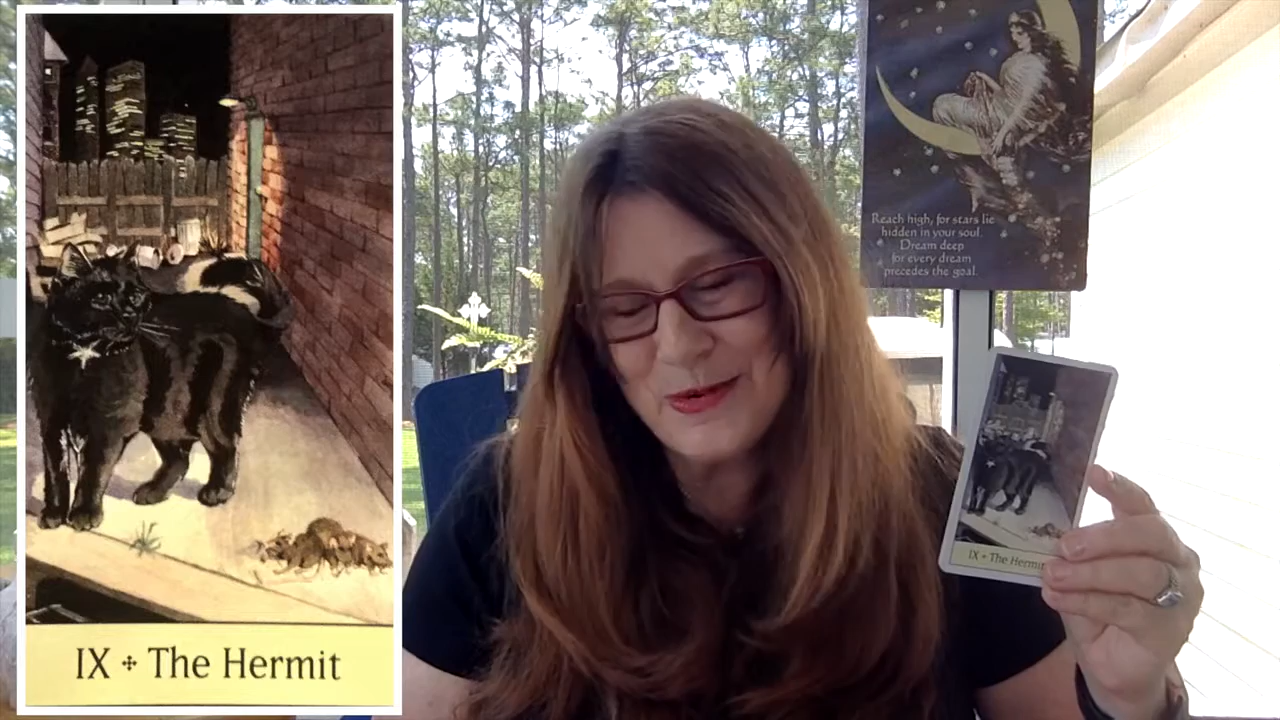 IX + The Hermit
Reach high, for stars lie
hidden in your soul.
Dream deep
for every dream
precedes the goal.
IX + The Hermit